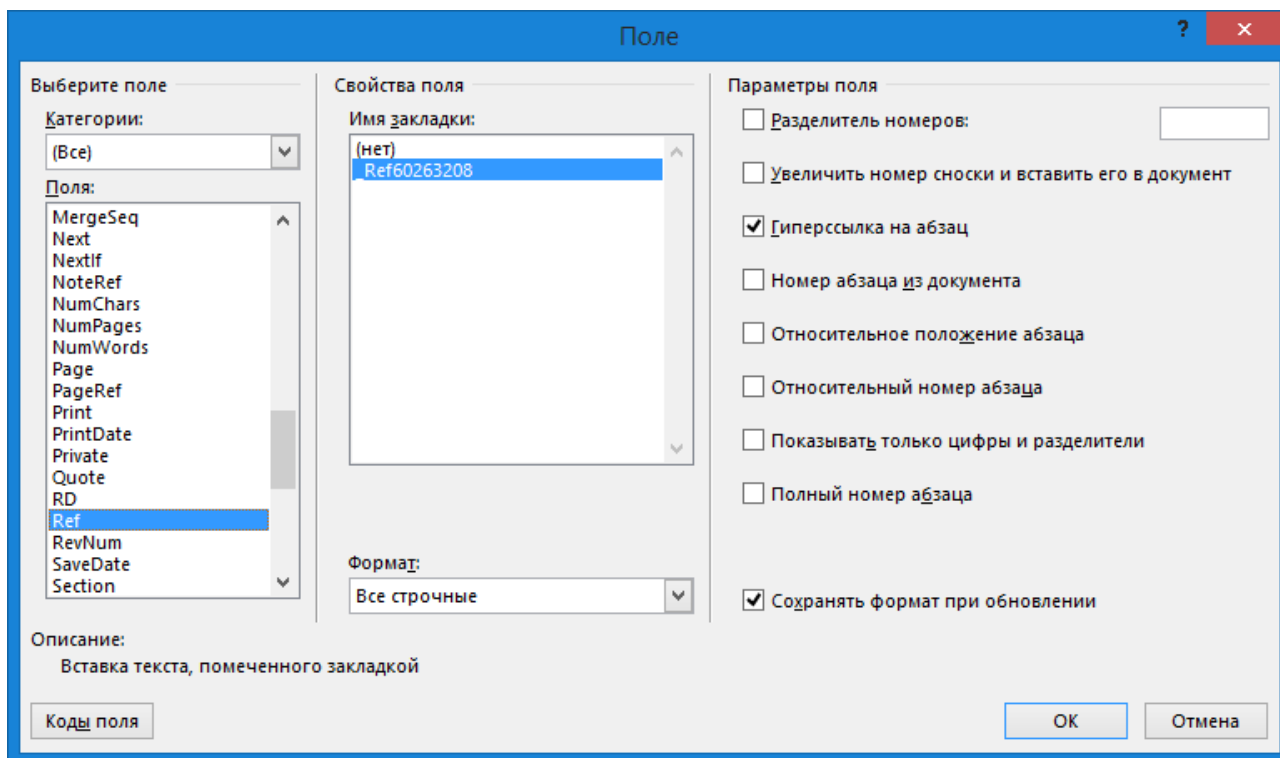 Поле
?
Выберите поле
Категории:
(Все)
Поля:
MergeSeq
Next
NextIf
NoteRef
NumChars
NumPages
NumWords
Page
PageRef
Print
PrintDate
Private
Quote
RD
Ref
RevNum
SaveDate
Section
Свойства поля
Имя закладки:
(нет)
_Ref60263208
Формат:
Все строчные
Параметры поля
Разделитель номеров:
Увеличить номер сноски и вставить его в документ
Гиперссылка на абзац
Номер абзаца из документа
Относительное положение абзаца
Относительный номер абзаца
Показывать только цифры и разделители
Полный номер абзаца
Сохранять формат при обновлении
Описание:
Вставка текста, помеченного закладкой
Коды поля
ОК
Отмена